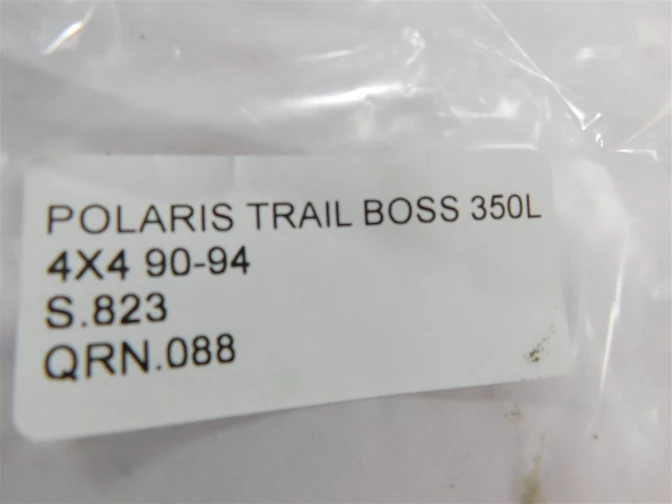 POLARIS TRAIL BOSS 350L
4X4 90-94
S.823
QRN.088